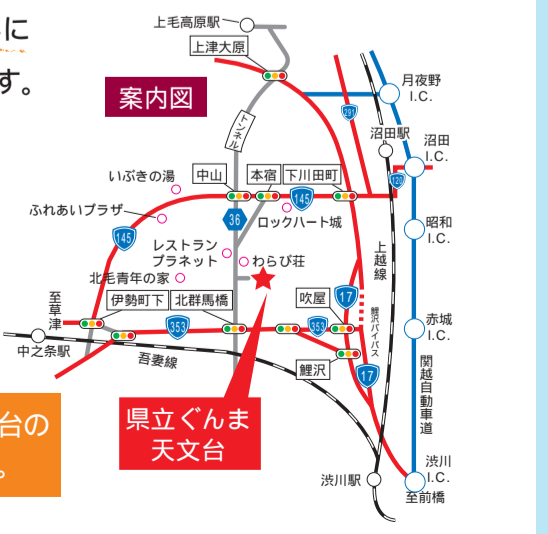 に
す。
案内図
上毛高原駅
上津大原
トンネル
291
月夜野
I.C.
沼田駅
沼田
I.C.
120
いぶきの湯
中山
本宿
下川田町
145
ふれあいプラザ
36
ロックハート城
昭和
I.C.
145
レストラン
プラネット
わらび荘
上越線
北毛青年の家
至草津
伊勢町下
北群馬橋
吹屋
17
353
353
鯉沢バイパス
赤城
I.C.
中之条駅
吾妻線
鯉沢
17
関越自動車道
台の
。
県立ぐんま
天文台
渋川駅
渋川
I.C.
至前橋